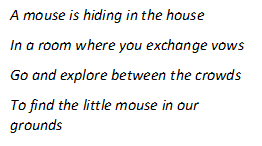 A mouse is hiding in the house
In a room where you exchange vows
Go and explore between the crowds
To find the little mouse in our
grounds